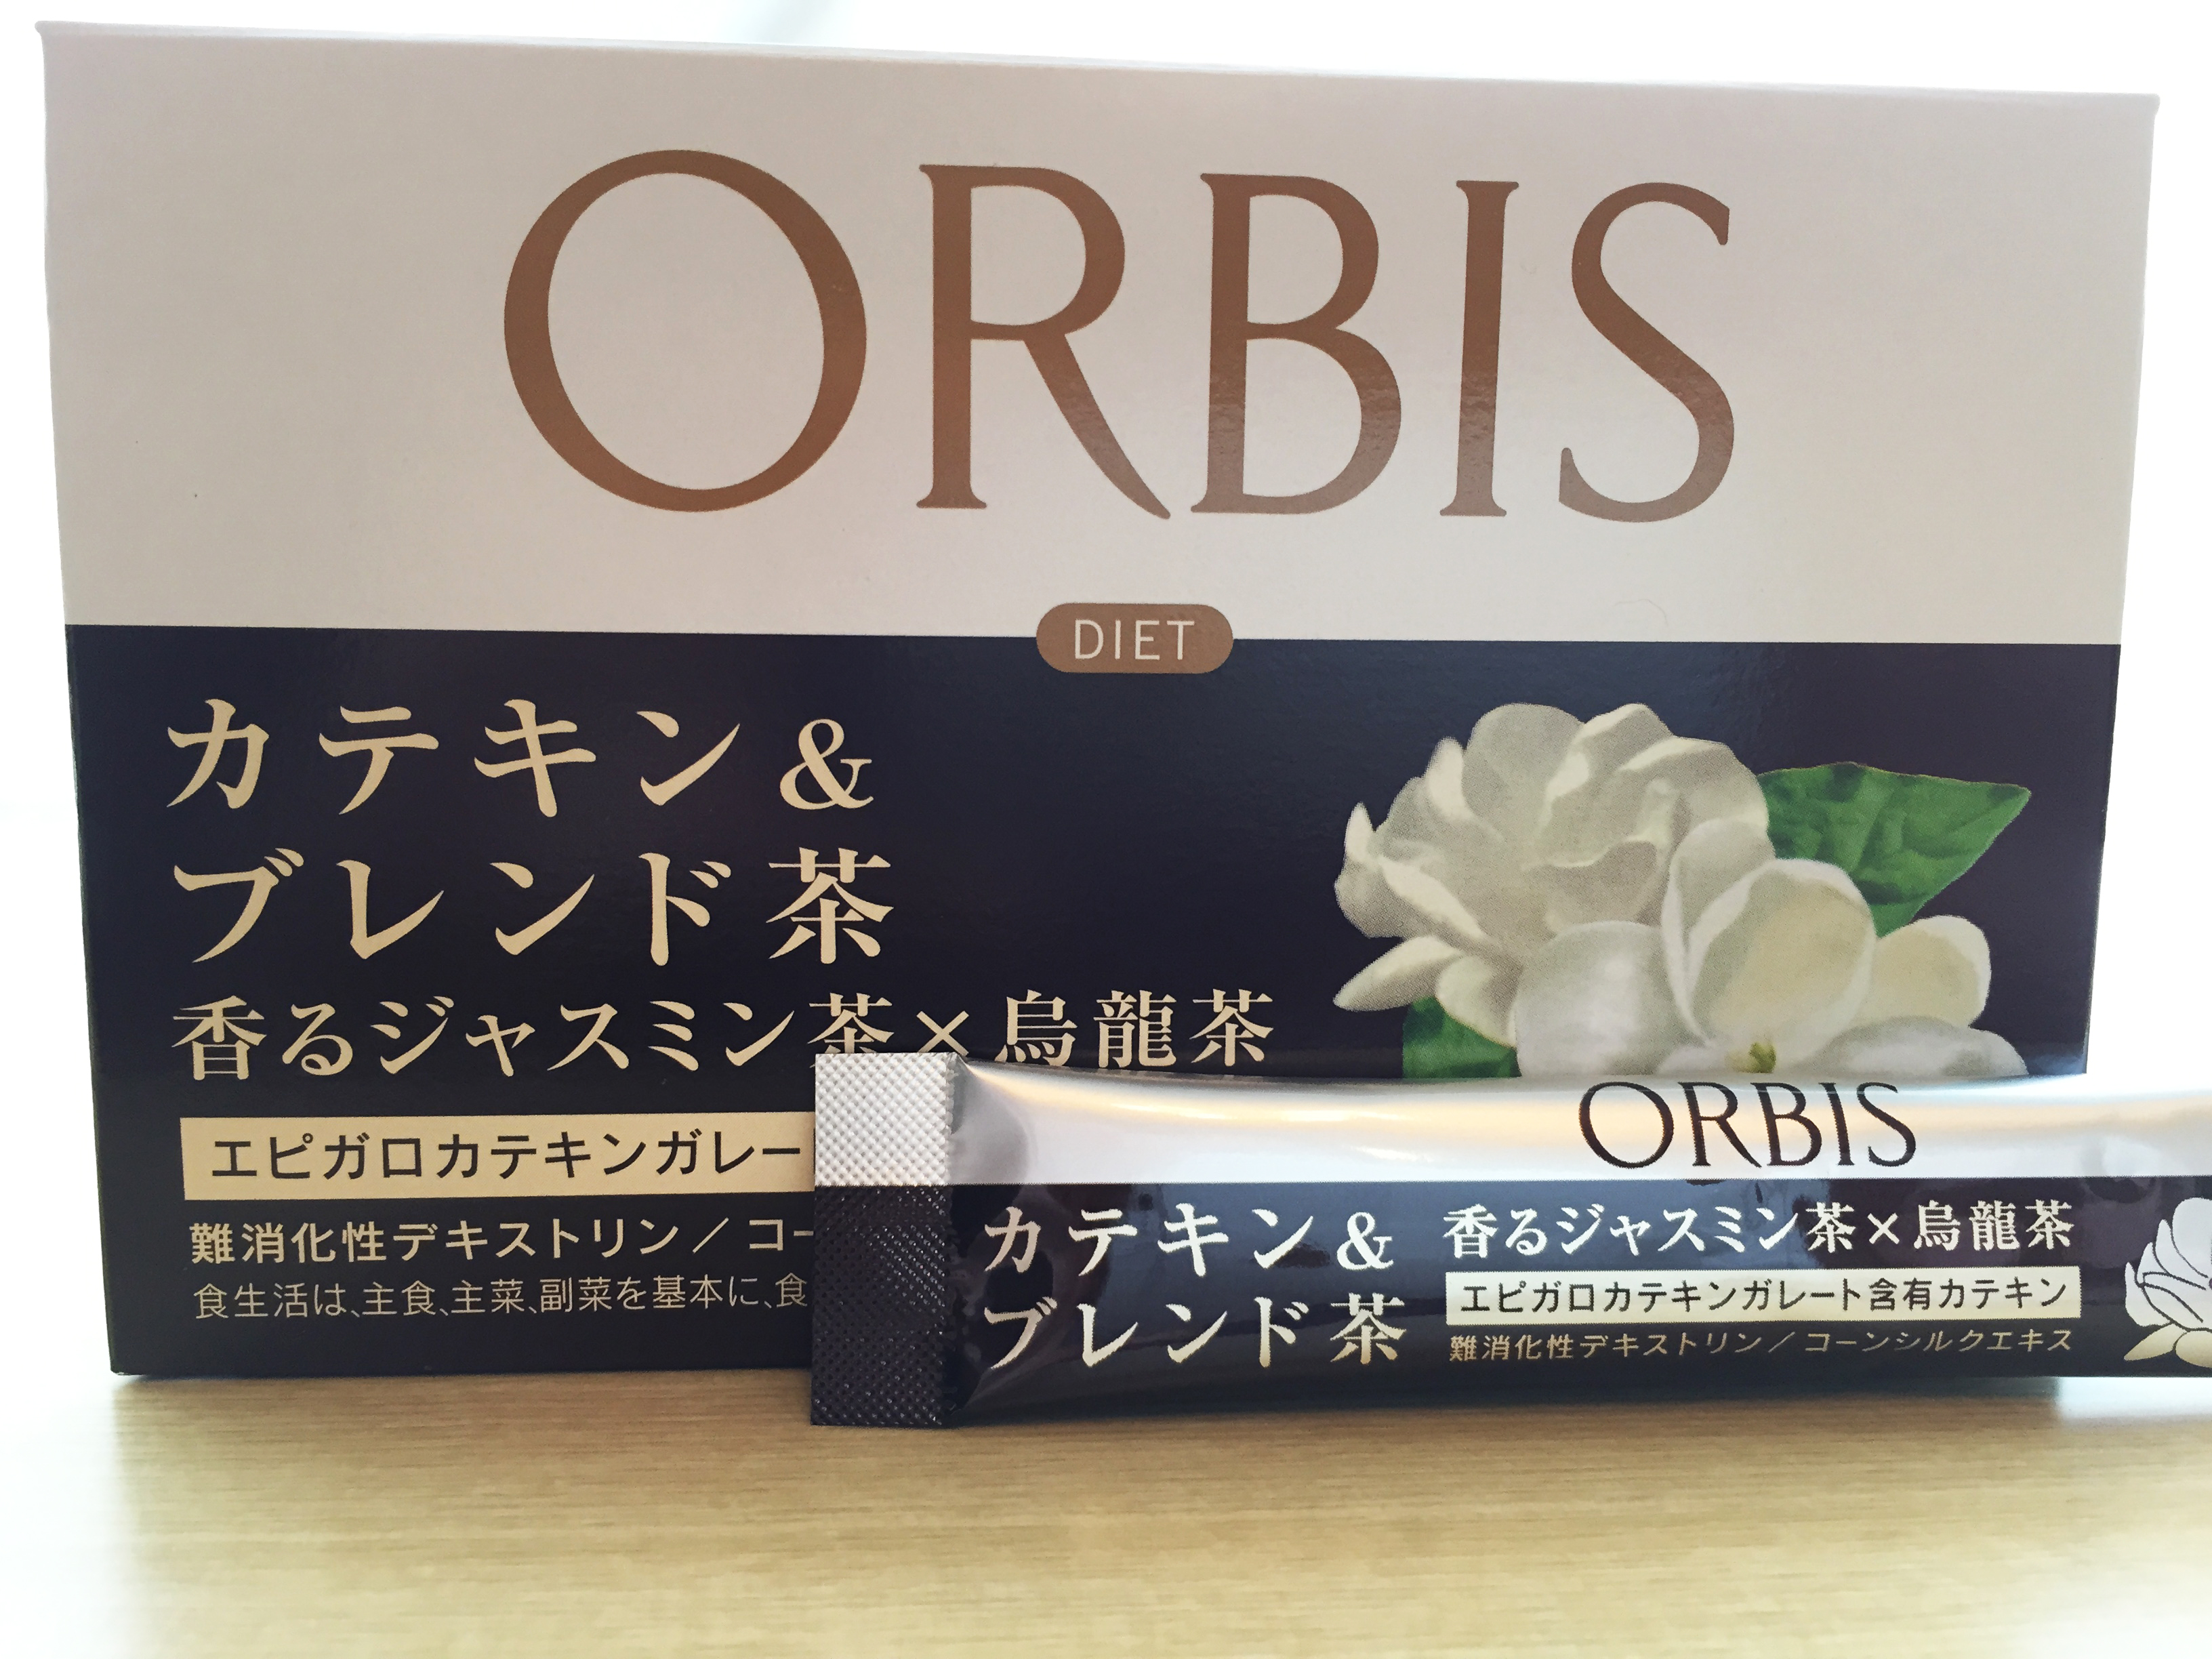 ORBIS
DIET
カテキン&
ブレンド茶
香るジャスミン茶×烏龍茶
エピガロカテキンガレー
難消化性デキストリン／ コー
食生活は、主食、主菜、副菜を基本に、食
ORBIS
カテキン&
ブレンド茶
香るジャスミン茶×烏龍茶
エピガロカテキンガレート含有カテキン
難消化性デキストリン／ コーンシルクエキス